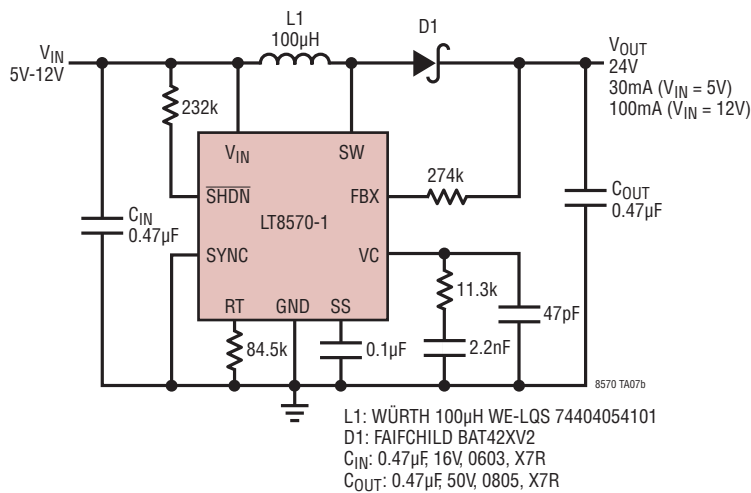 L1
100µH
D1
VIN
5V-12V
VOUT
24V
30mA (VIN = 5V)
100mA (VIN = 12V)
232k
VIN
SW
SHDN
FBX
274k
LT8570-1
CIN
0.47µF
COUT
0.47µF
SYNC
VC
11.3k
47pF
RT
GND
SS
84.5k
0.1µF
2.2nF
8570 TA07b
L1: WÜRTH 100µH WE-LQS 74404054101
D1: FAIFCHILD BAT42XV2
CIN: 0.47µF, 16V, 0603, X7R
COUT: 0.47µF, 50V, 0805, X7R